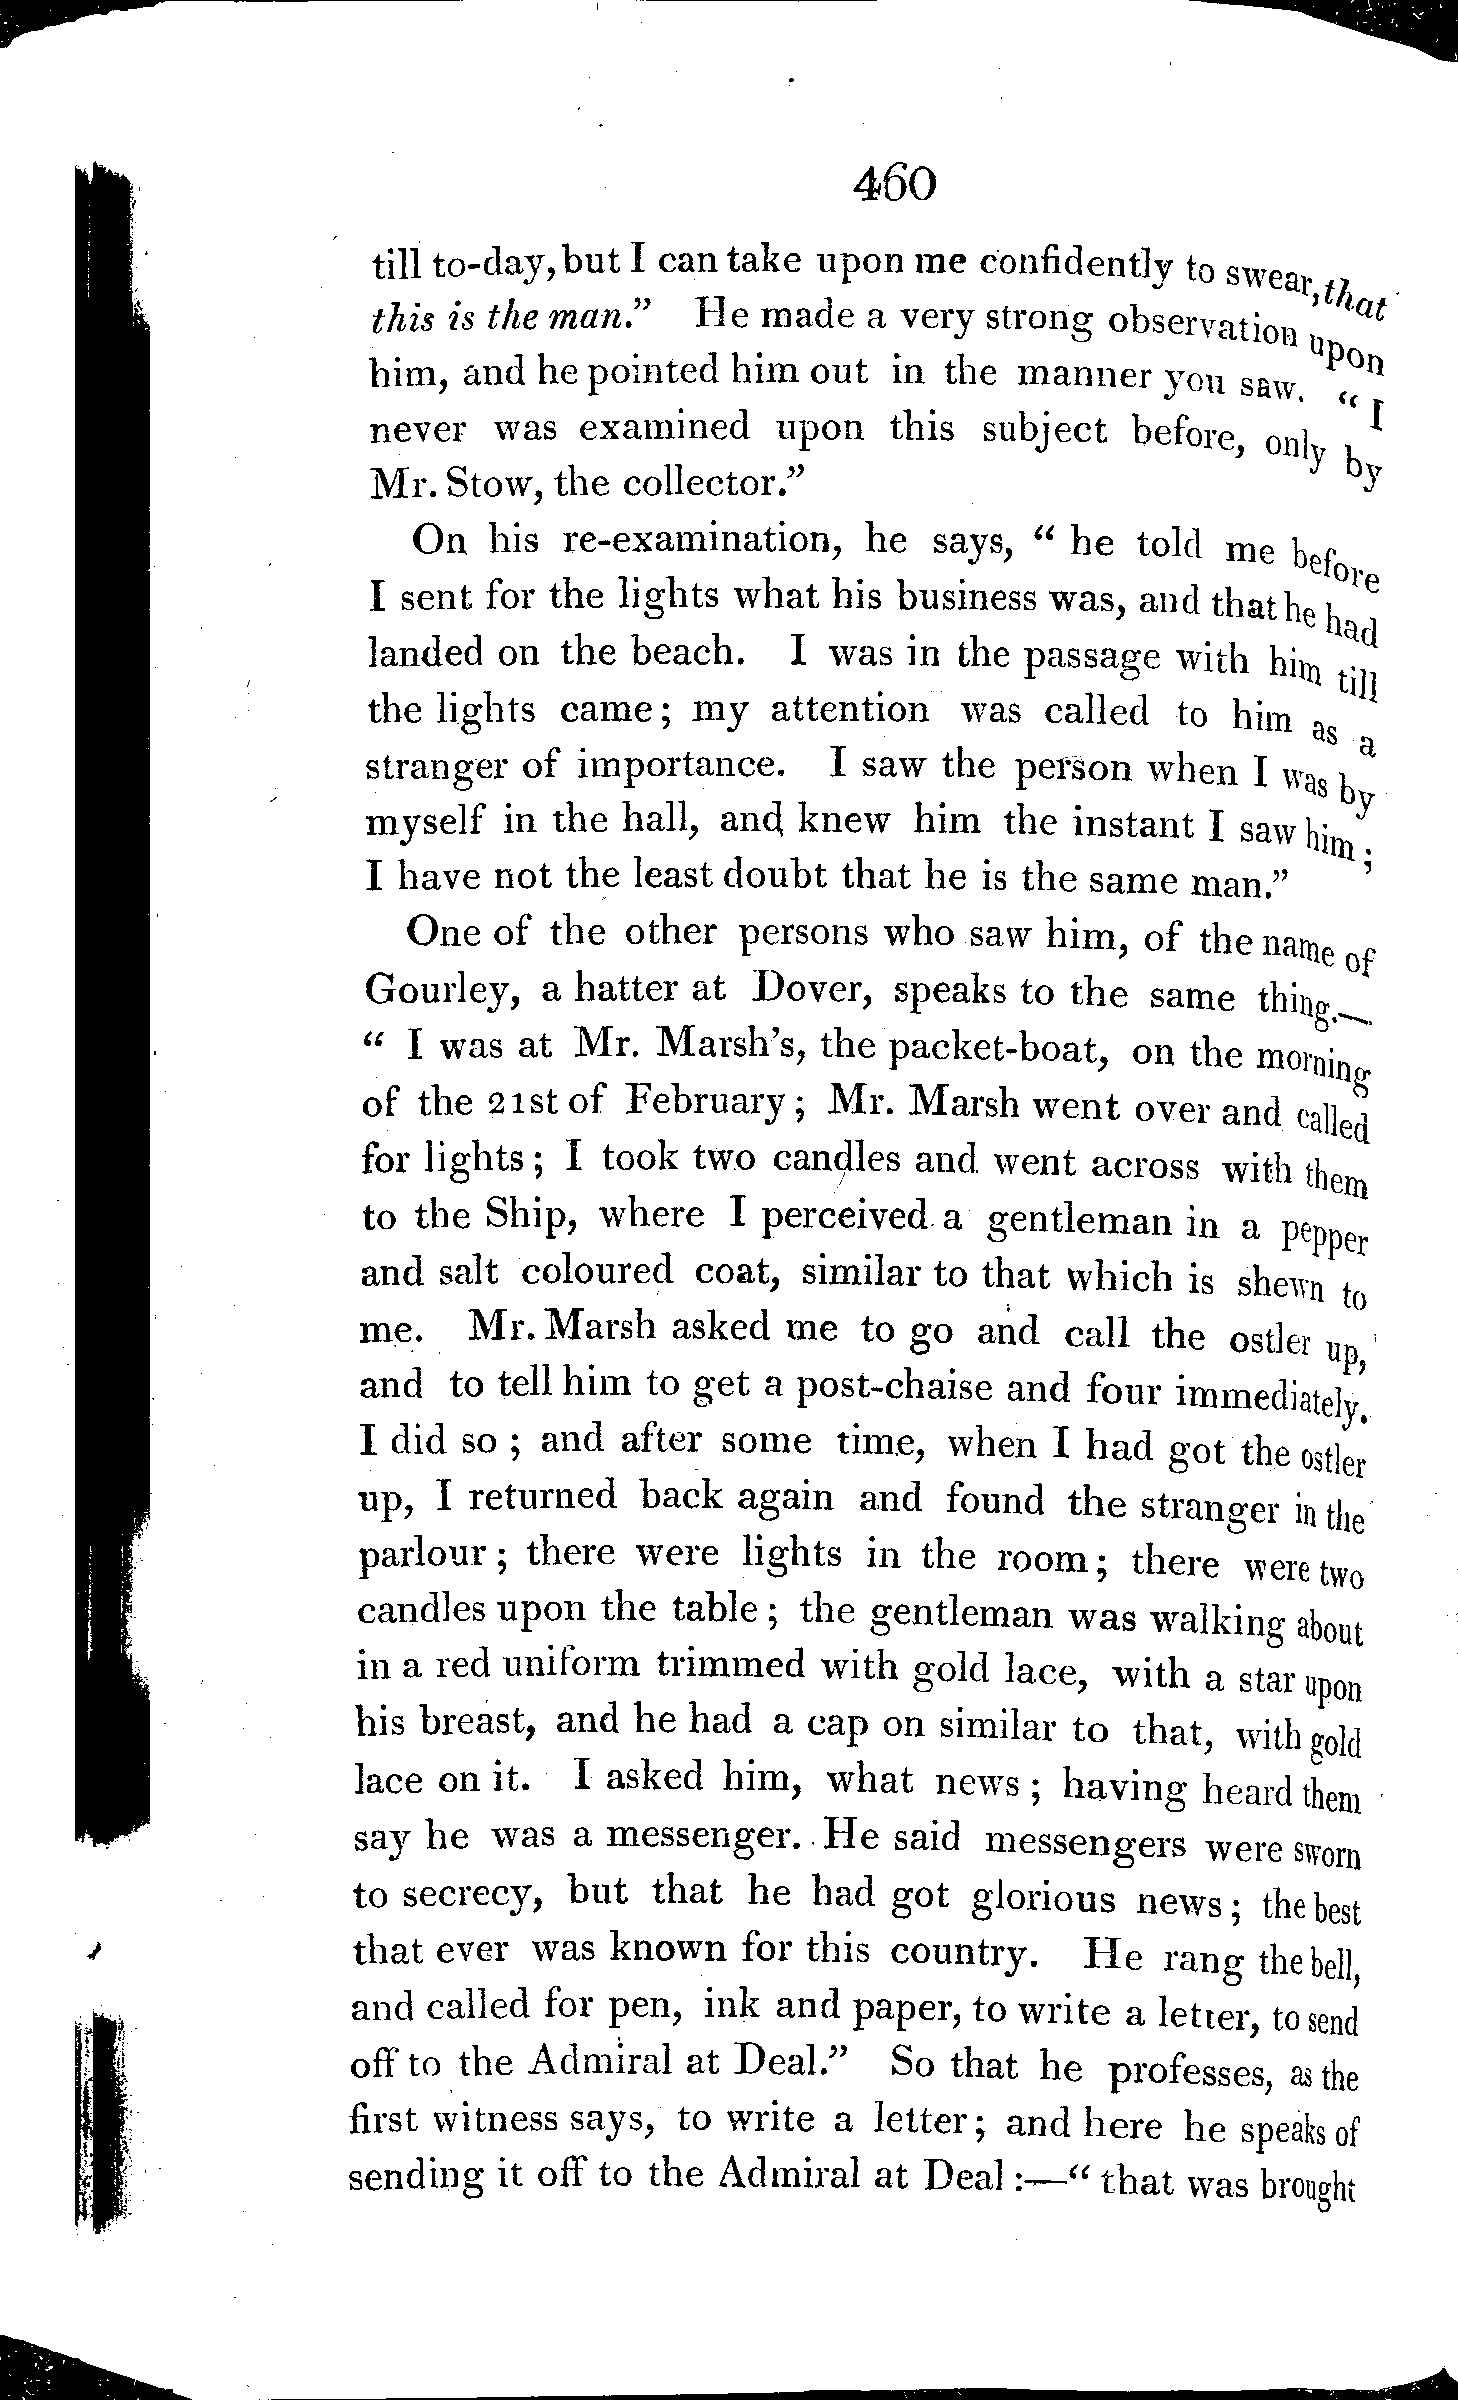 460
till to-day, but I can take upon me confidently to swear, that
this is the man.” He made a very strong observation upon
him, and he pointed him out in the manner you saw. “ I
never was examined upon this subject before, only by
Mr. Stow, the collector.”
On his re-examination, he says, “ he told me before
I sent for the lights what his business was, and that he had
landed on the beach. I was in the passage with him till
the lights came; my attention was called to him as a
stranger of importance. I saw the person when I was by
myself in the hall, and knew him the instant I saw him;
I have not the least doubt that he is the same man.”
One of the other persons who saw him, of the name of
Gourley, a hatter at Dover, speaks to the same thing.—
“ I was at Mr. Marsh’s, the packet-boat, on the morning
of the 21st of February; Mr. Marsh went over and called
for lights; I took two candles and went across with them
to the Ship, where I perceived a gentleman in a pepper
and salt coloured coat, similar to that which is shewn to
me. Mr. Marsh asked me to go and call the ostler up,
and to tell him to get a post-chaise and four immediately.
I did so; and after some time, when I had got the ostler
up, I returned back again and found the stranger in the
parlour; there were lights in the room; there were two
candles upon the table; the gentleman was walking about
in a red uniform trimmed with gold lace, with a star upon
his breast, and he had a cap on similar to that, with gold
lace on it. I asked him, what news; having heard them
say he was a messenger. He said messengers were sworn
to secrecy, but that he had got glorious news; the best
that ever was known for this country. He rang the bell,
and called for pen, ink and paper, to write a letter, to send
off to the Admiral at Deal.” So that he professes, as the
first witness says, to write a letter; and here he speaks of
sending it off to the Admiral at Deal:—“ that was brought